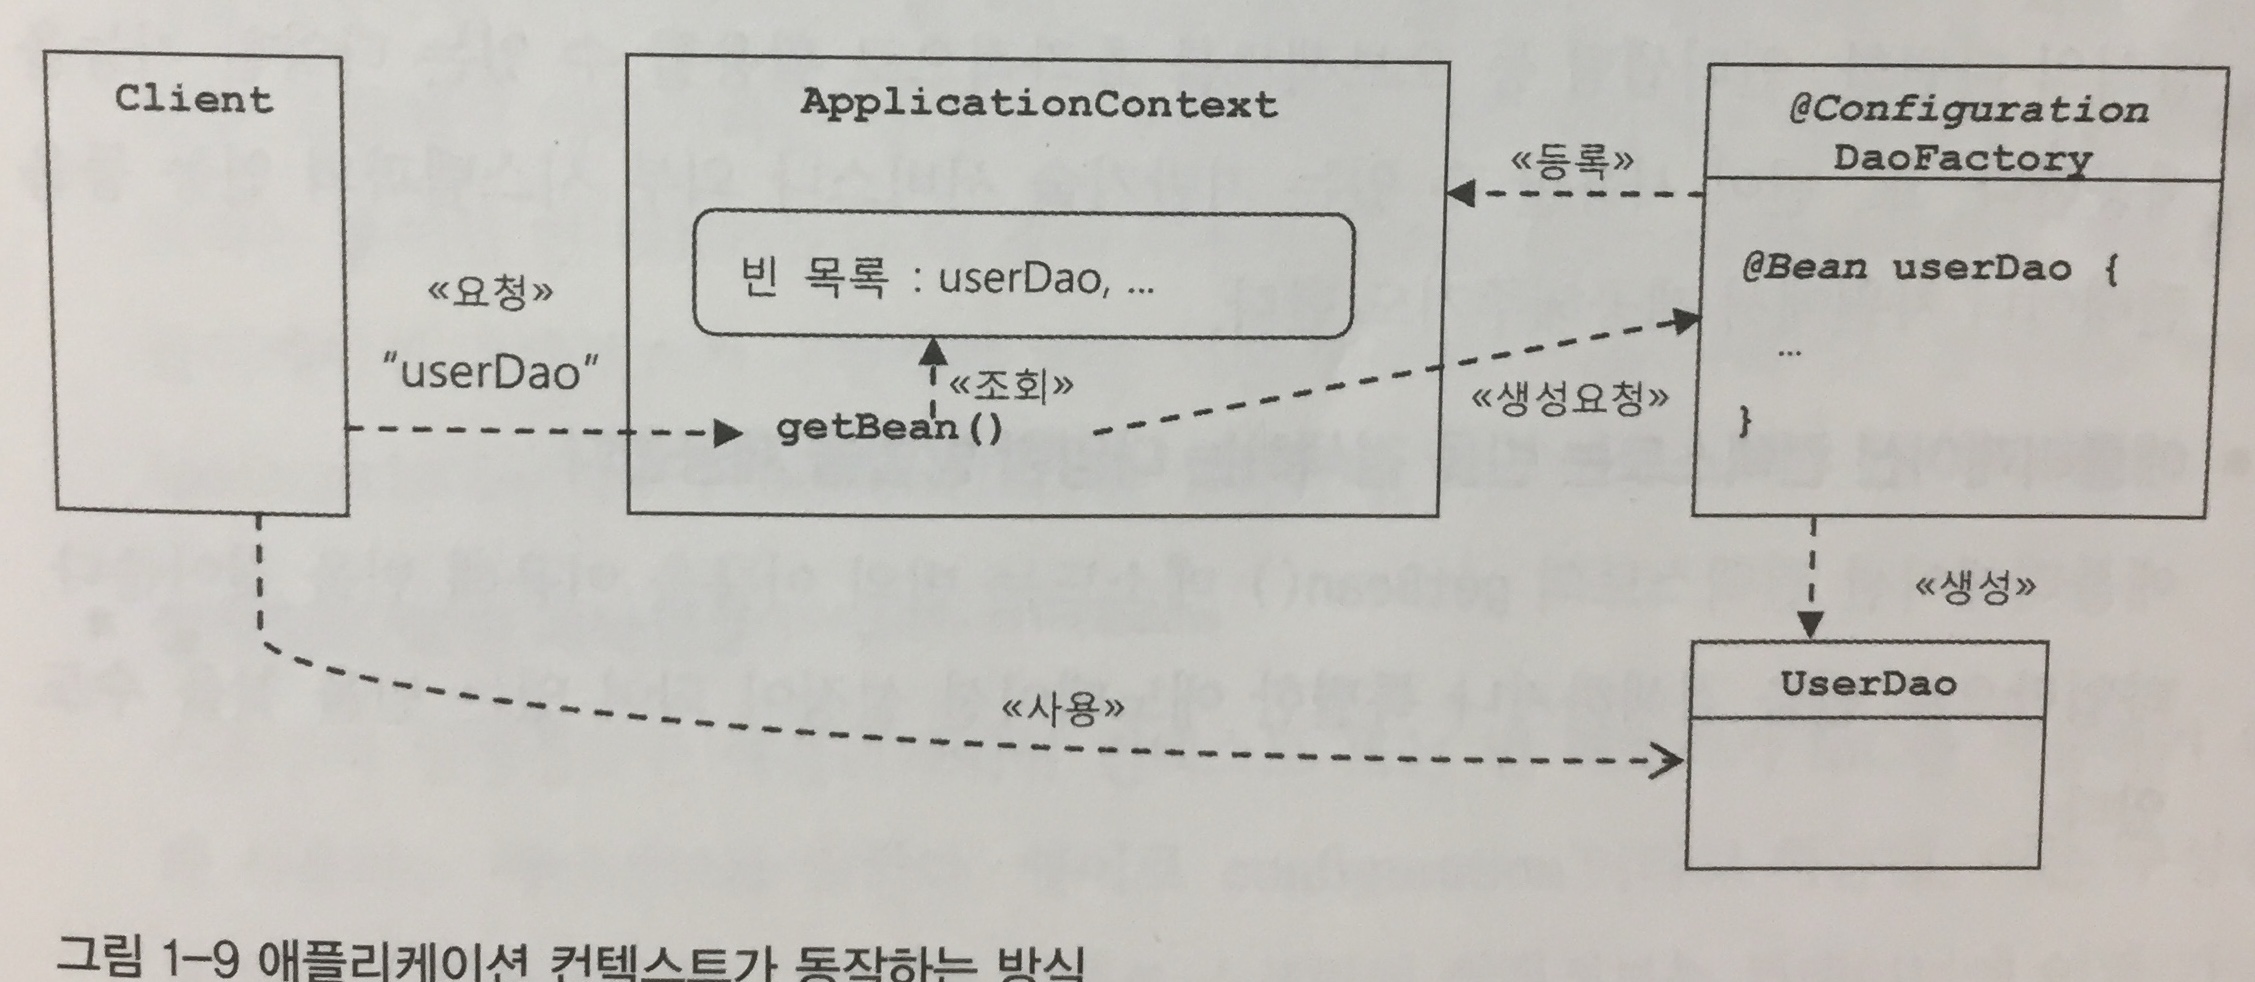 Client
ApplicationContext
@Configuration
DaoFactory
«등록»
빈 목록 : userDao, ...
@Bean userDao {
...
}
«요청»
"userDao"
«조회»
getBean()
«생성요청»
«생성»
UserDao
«사용»
그림 1-9 애플리케이션 컨텍스트가 동작하는 방식